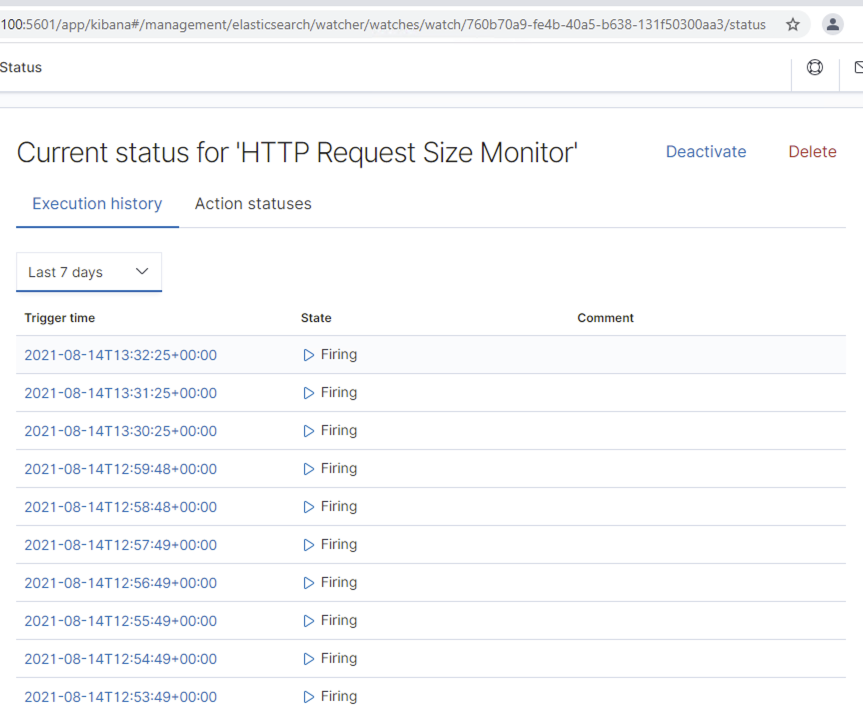 100:5601/app/kibana#/management/elasticsearch/watcher/watches/watch/760b70a9-fe4b-40a5-b638-131f50300aa3/status
Status
Current status for 'HTTP Request Size Monitor' Deactivate Delete
Execution history Action statuses
Last 7 days
Trigger time State Comment
2021-08-14T13:32:25+00:00 Firing
2021-08-14T13:31:25+00:00 Firing
2021-08-14T13:30:25+00:00 Firing
2021-08-14T12:59:48+00:00 Firing
2021-08-14T12:58:48+00:00 Firing
2021-08-14T12:57:49+00:00 Firing
2021-08-14T12:56:49+00:00 Firing
2021-08-14T12:55:49+00:00 Firing
2021-08-14T12:54:49+00:00 Firing
2021-08-14T12:53:49+00:00 Firing